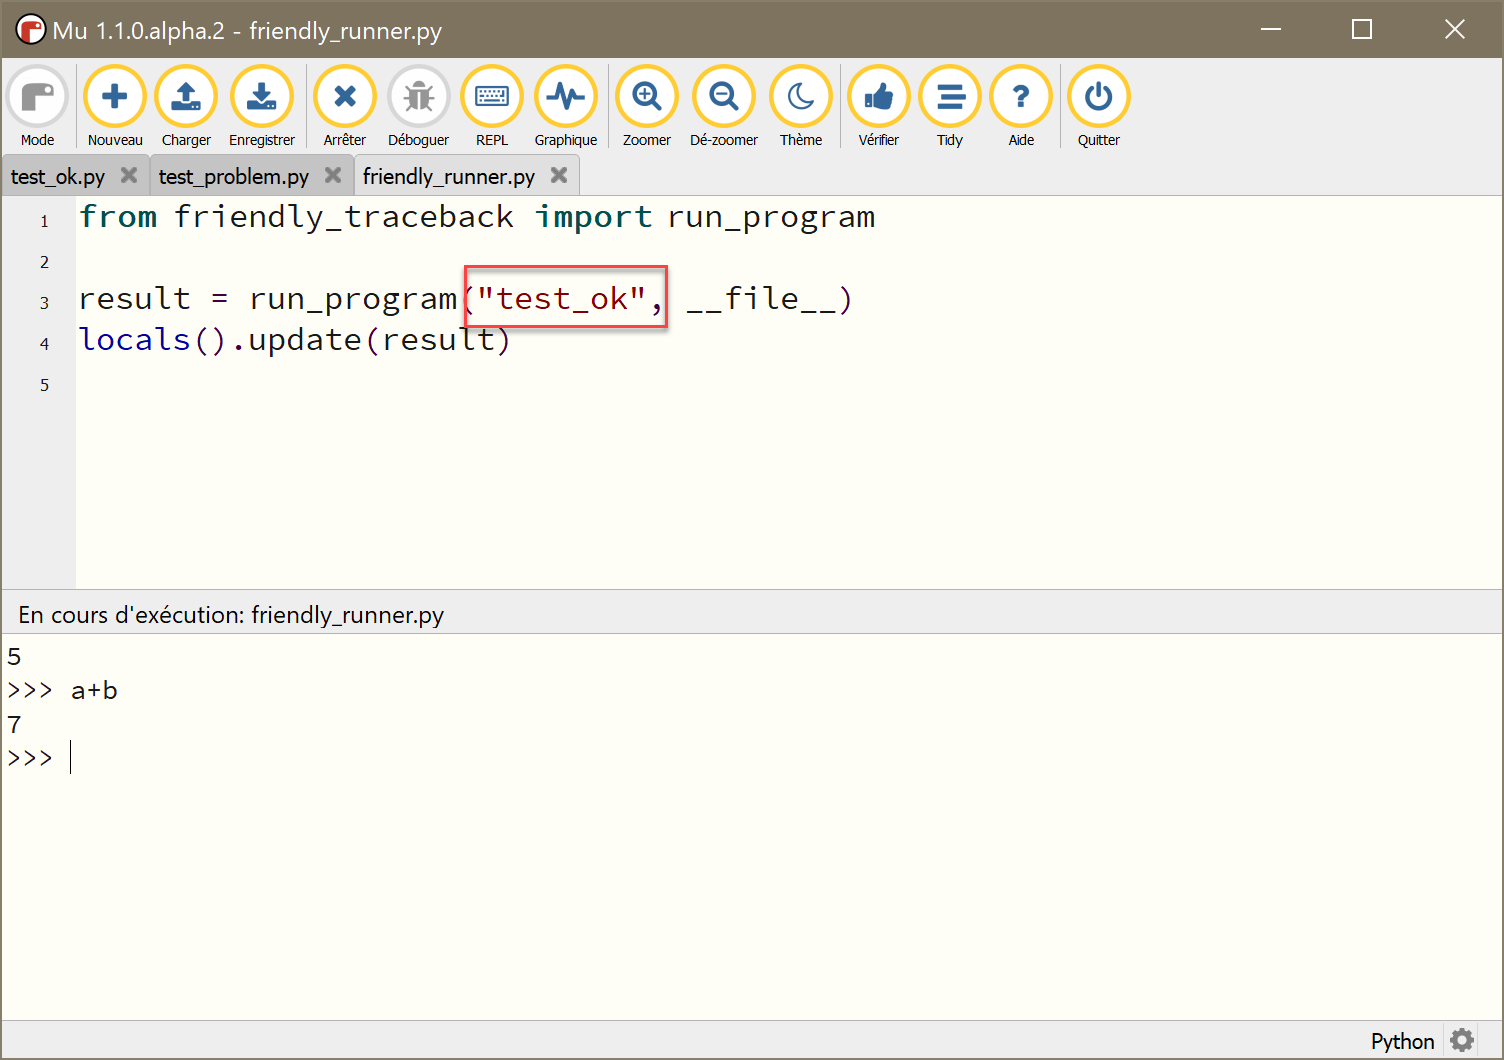 Mu 1.1.0.alpha.2 - friendly_runner.py
Mode Nouveau Charger Enregistrer Arrêter Déboguer REPL Graphique Zoomer Dé-zoomer Thème Vérifier Tidy Aide Quitter
test_ok.py test_problem.py friendly_runner.py
1 from friendly_traceback import run_program
2
3 result = run_program("test_ok", __file__)
4 locals().update(result)
5
En cours d'exécution: friendly_runner.py
5
>>> a+b
7
>>>
Python